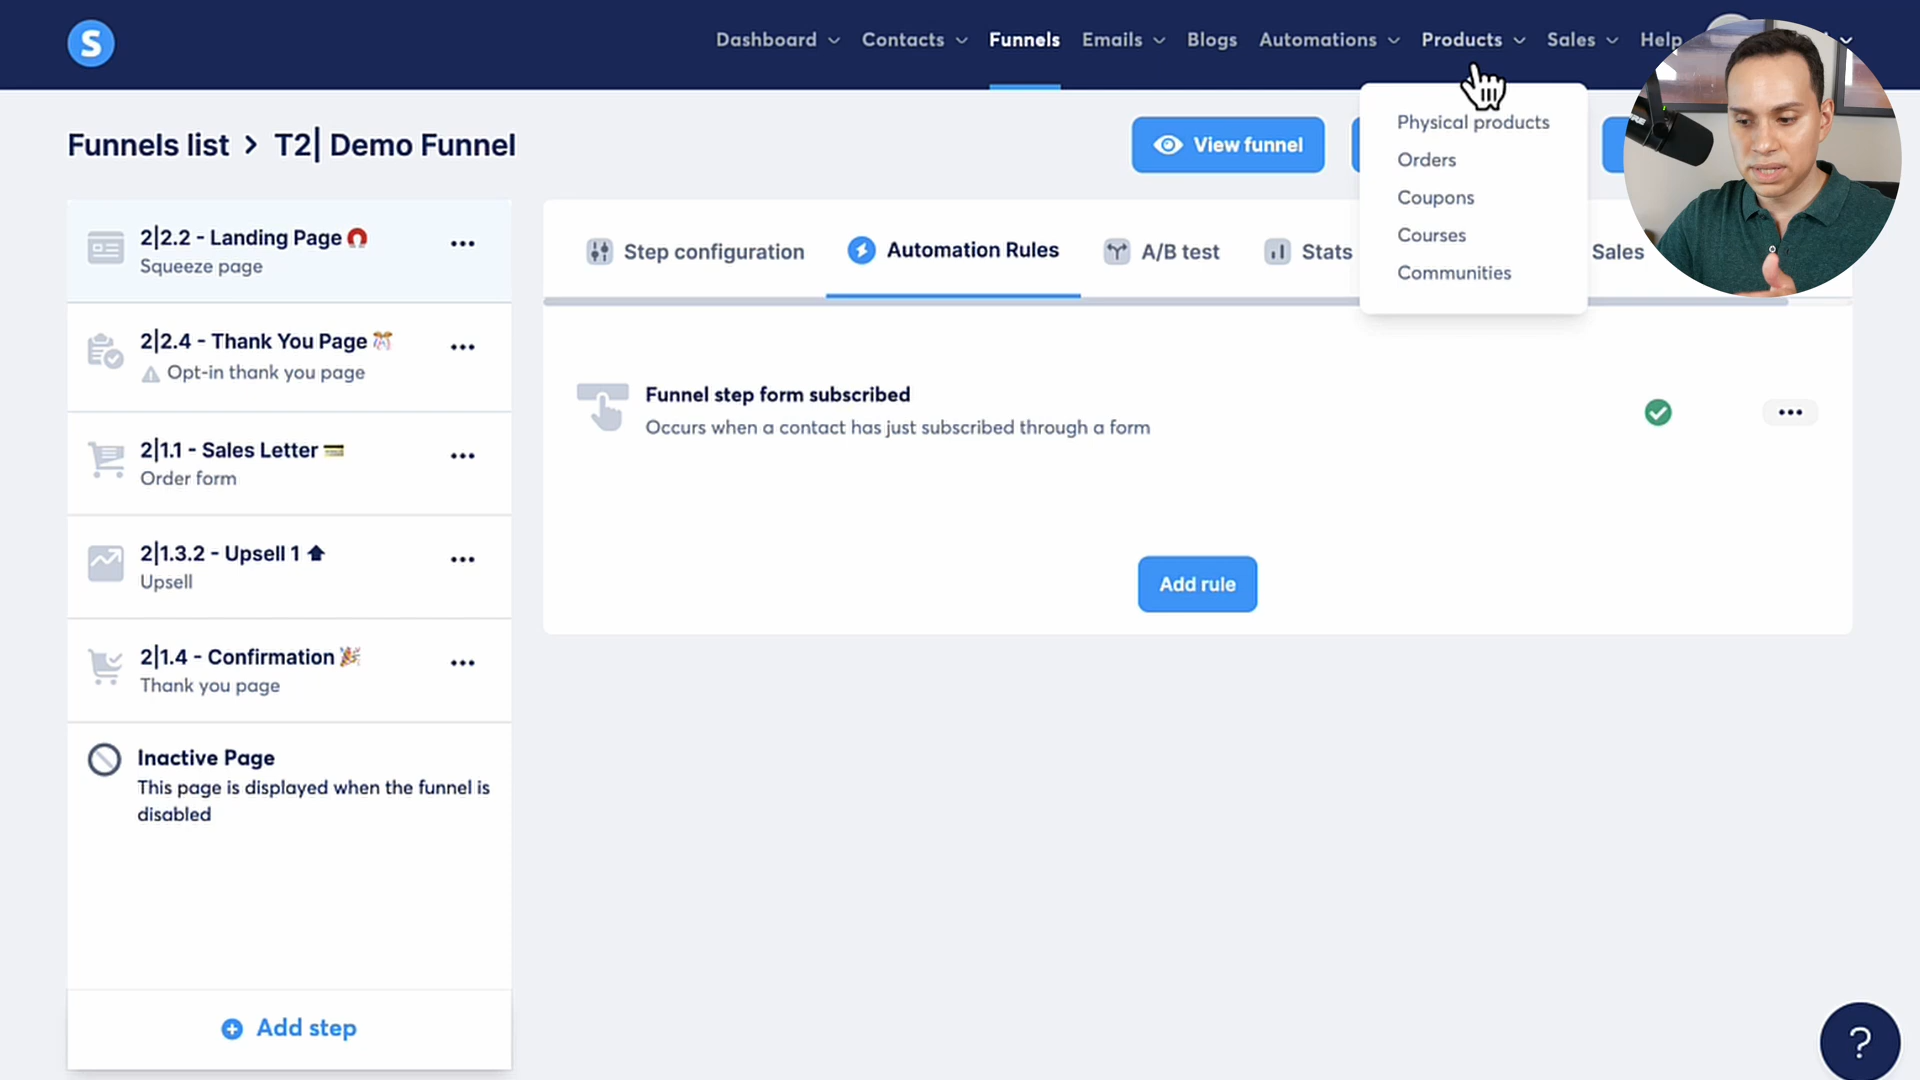 S
Dashboard
Contacts
Funnels
Emails
Blogs
Automations
Products
Sales
Help
Funnels list > T2| Demo Funnel
View funnel
Physical products
Orders
Coupons
Courses
Communities
2|2.2 - Landing Page
Squeeze page
2|2.4 - Thank You Page
Opt-in thank you page
2|1.1 - Sales Letter
Order form
2|1.3.2 - Upsell 1
Upsell
2|1.4 - Confirmation
Thank you page
Inactive Page
This page is displayed when the funnel is
disabled
Add step
Step configuration
Automation Rules
A/B test
Stats
Sales
Funnel step form subscribed
Occurs when a contact has just subscribed through a form
Add rule
?